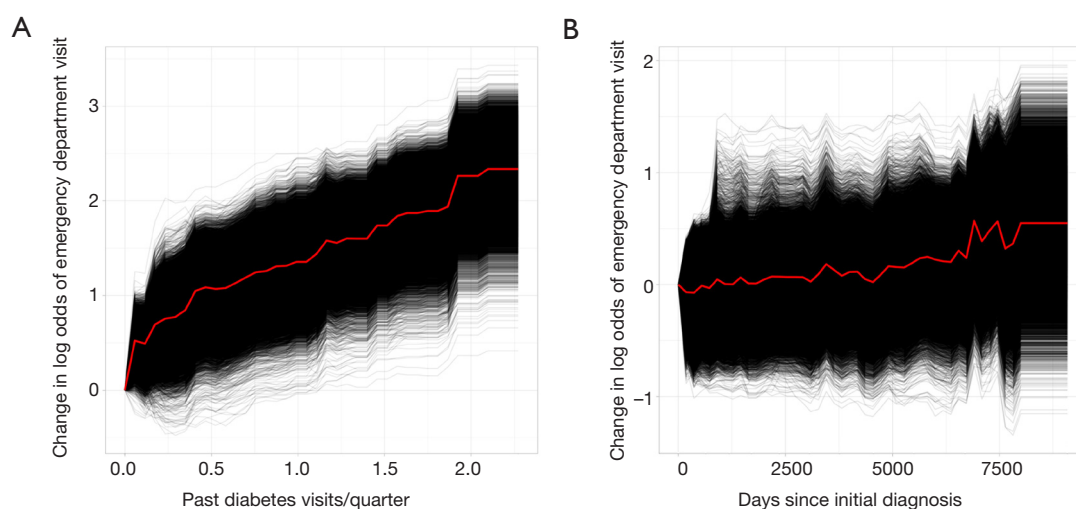 A
Change in log odds of emergency department visit
3
2
1
0
0.0 0.5 1.0 1.5 2.0
Past diabetes visits/quarter
B
Change in log odds of emergency department visit
2
1
0
−1
0 2500 5000 7500
Days since initial diagnosis